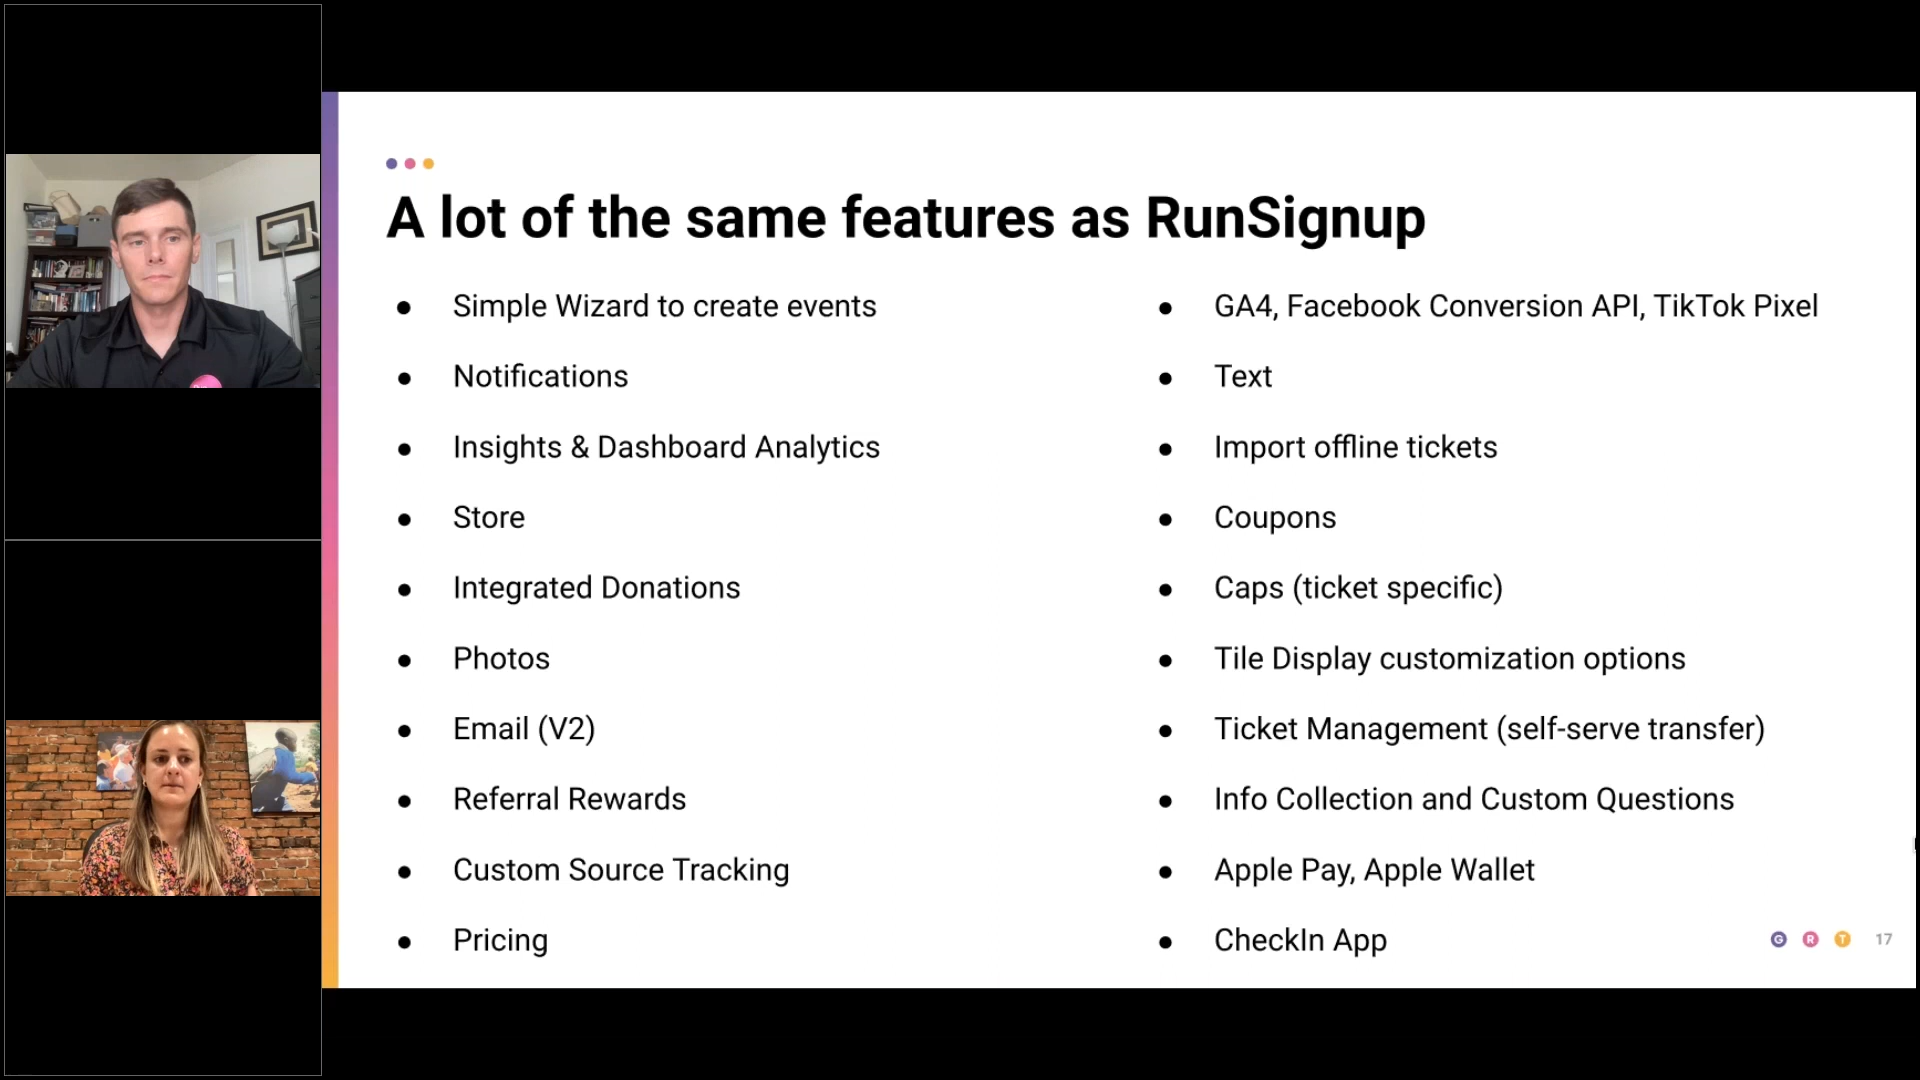 A lot of the same features as RunSignup
● Simple Wizard to create events
● Notifications
● Insights & Dashboard Analytics
● Store
● Integrated Donations
● Photos
● Email (V2)
● Referral Rewards
● Custom Source Tracking
● Pricing
● GA4, Facebook Conversion API, TikTok Pixel
● Text
● Import offline tickets
● Coupons
● Caps (ticket specific)
● Tile Display customization options
● Ticket Management (self-serve transfer)
● Info Collection and Custom Questions
● Apple Pay, Apple Wallet
● CheckIn App
G R T 17